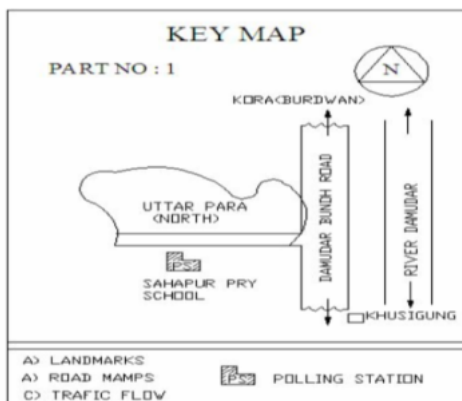 KEY MAP
PART NO : 1
N
KORA(BURDWAN)
DAMUDAR BUNDH ROAD
RIVER DAMUDAR
UTTAR PARA
(NORTH)
PS
SAHAPUR PRY
SCHOOL
KHUSIGUNG
A) LANDMARKS
A) ROAD MAMPS
C) TRAFIC FLOW
PS
POLLING STATION